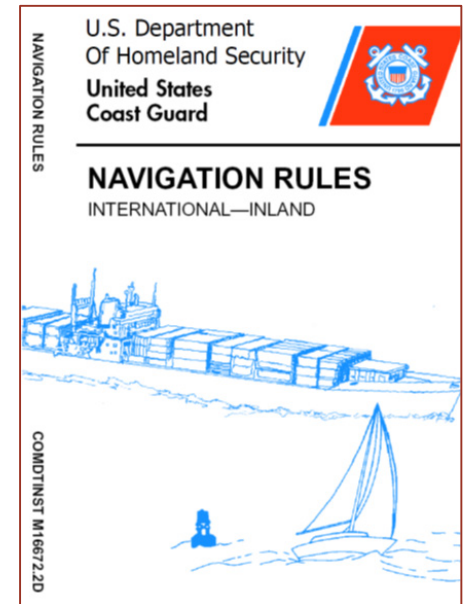 U.S. Department
Of Homeland Security
United States
Coast Guard
NAVIGATION RULES
INTERNATIONAL—INLAND
NAVIGATION RULES
COMDTINST M16672.2D